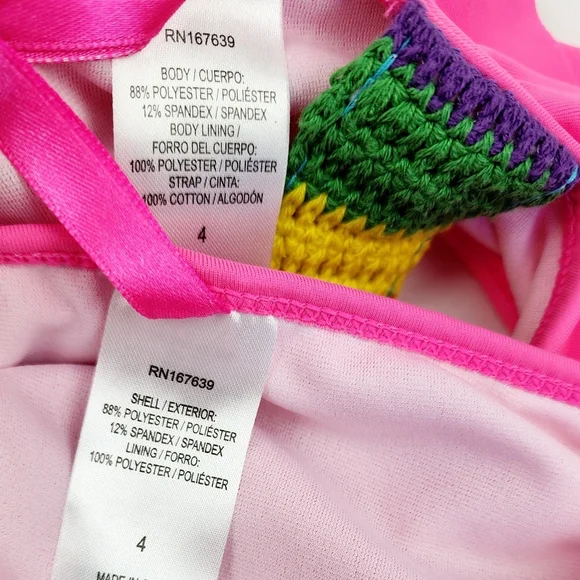 RN167639
BODY / CUERPO:
88% POLYESTER / POLIÉSTER
12% SPANDEX / SPANDEX
BODY LINING /
FORRO DEL CUERPO:
100% POLYESTER / POLIÉSTER
STRAP / CINTA:
100% COTTON / ALGODÓN
4
RN167639
SHELL / EXTERIOR:
88% POLYESTER / POLIÉSTER
12% SPANDEX / SPANDEX
LINING / FORRO:
100% POLYESTER / POLIÉSTER
4
MADE IN